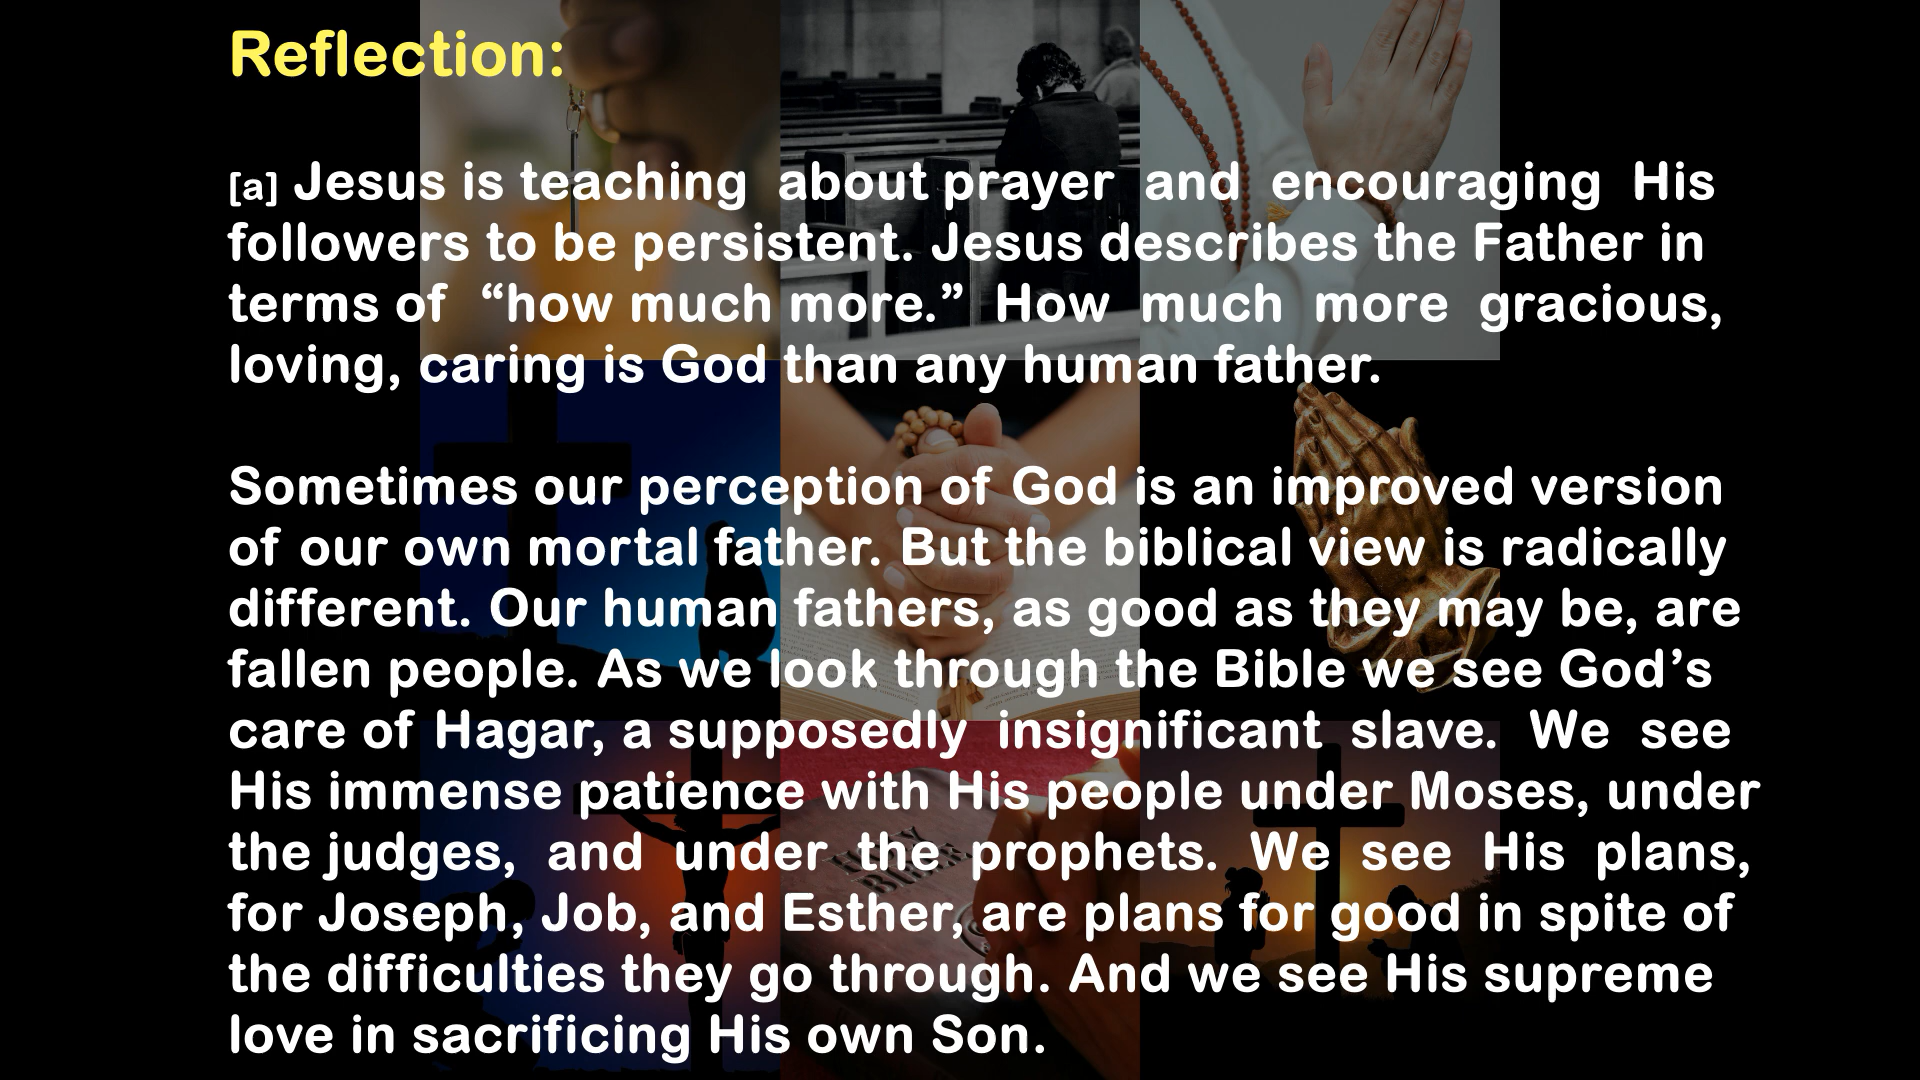 Reflection:
[a] Jesus is teaching about prayer and encouraging His
followers to be persistent. Jesus describes the Father in
terms of “how much more.” How much more gracious,
loving, caring is God than any human father.
Sometimes our perception of God is an improved version
of our own mortal father. But the biblical view is radically
different. Our human fathers, as good as they may be, are
fallen people. As we look through the Bible we see God’s
care of Hagar, a supposedly insignificant slave. We see
His immense patience with His people under Moses, under
the judges, and under the prophets. We see His plans,
for Joseph, Job, and Esther, are plans for good in spite of
the difficulties they go through. And we see His supreme
love in sacrificing His own Son.
HOLY
BIBLE